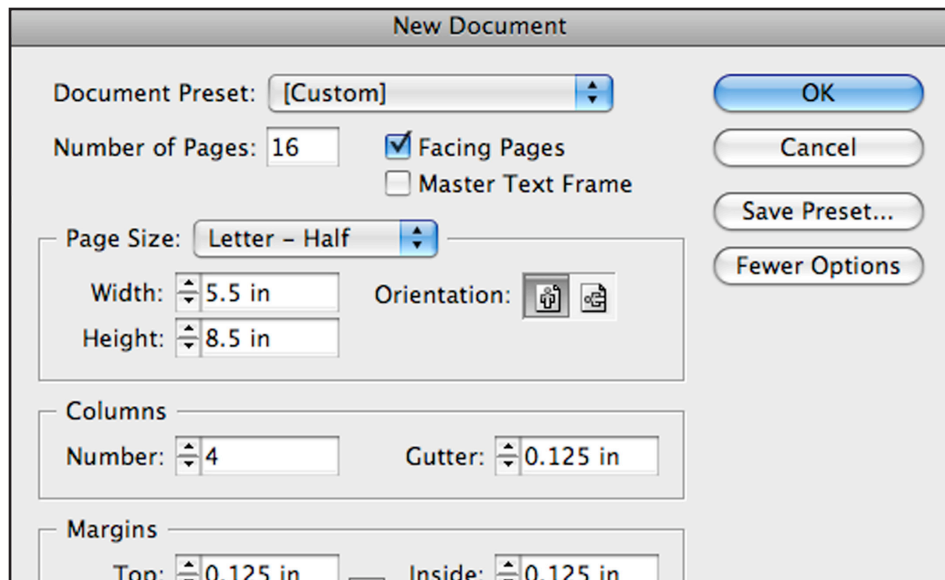 New Document
Document Preset: [Custom] OK
Number of Pages: 16 Facing Pages Cancel
Master Text Frame
Save Preset...
Page Size: Letter – Half
Fewer Options
Width: 5.5 in Orientation:
Height: 8.5 in
Columns
Number: 4 Gutter: 0.125 in
Margins
Top: 0.125 in Inside: 0.125 in